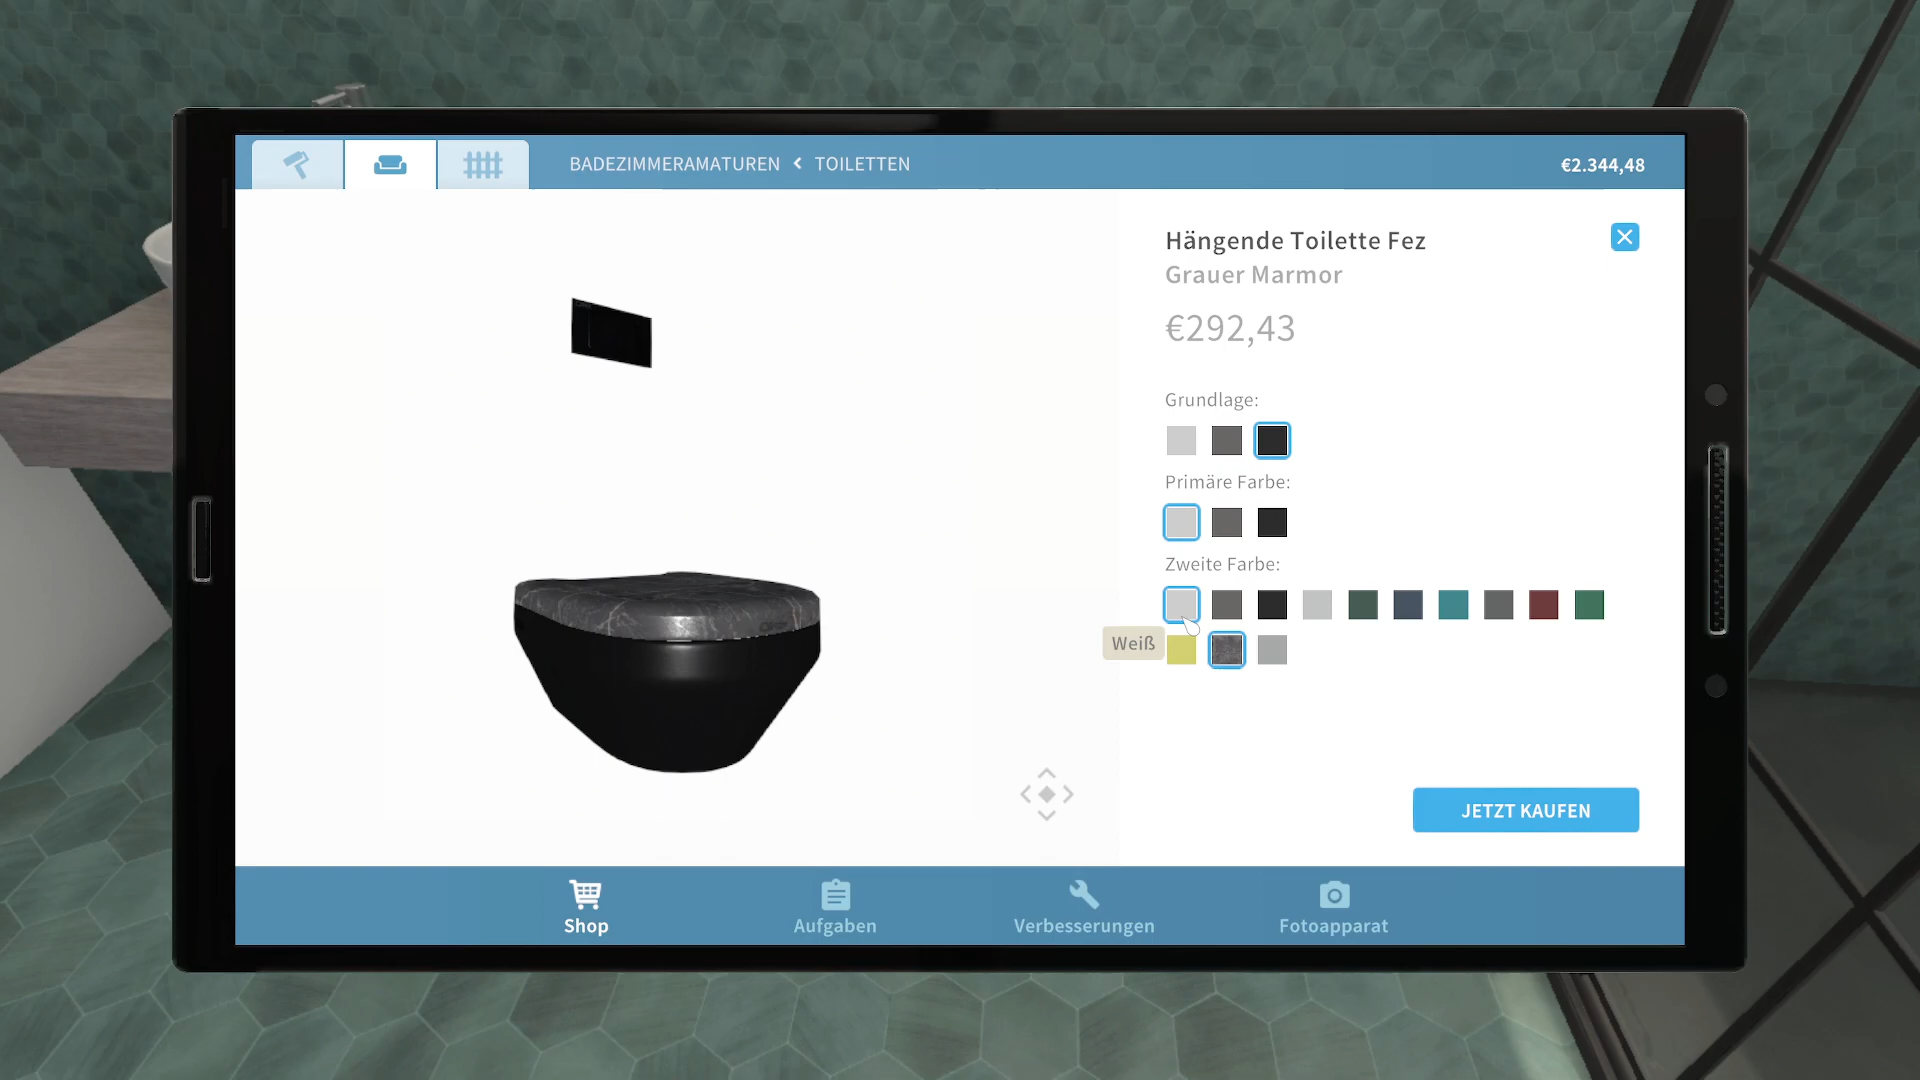 BADEZIMMERAMATUREN < TOILETTEN
€2.344,48
Hängende Toilette Fez
Grauer Marmor
€292,43
Grundlage:
Primäre Farbe:
Zweite Farbe:
Weiß
JETZT KAUFEN
Shop
Aufgaben
Verbesserungen
Fotoapparat